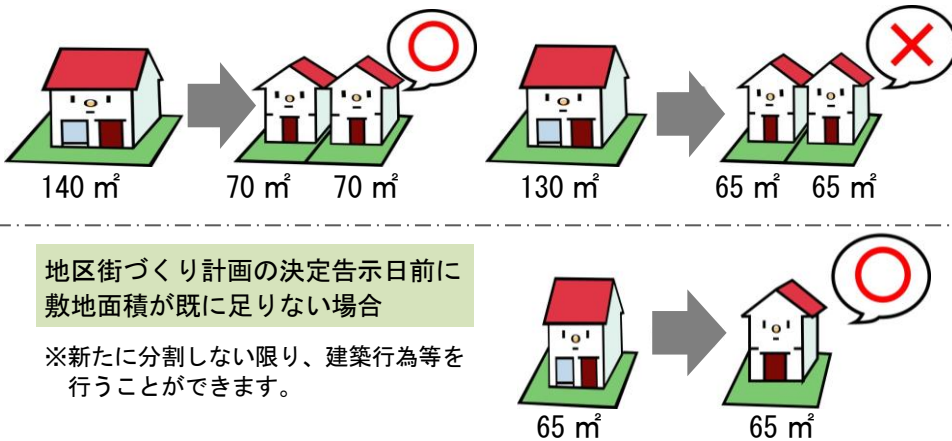 140 ㎡
70 ㎡ 70 ㎡
130 ㎡
65 ㎡ 65 ㎡
地区街づくり計画の決定告示日前に
敷地面積が既に足りない場合
※新たに分割しない限り、建築行為等を
行うことができます。
65 ㎡
65 ㎡